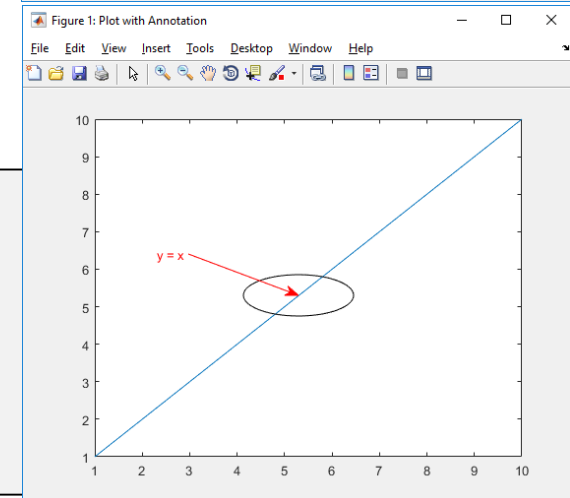 Figure 1: Plot with Annotation
File Edit View Insert Tools Desktop Window Help
10
9
8
7
y = x
6
5
4
3
2
1
1 2 3 4 5 6 7 8 9 10